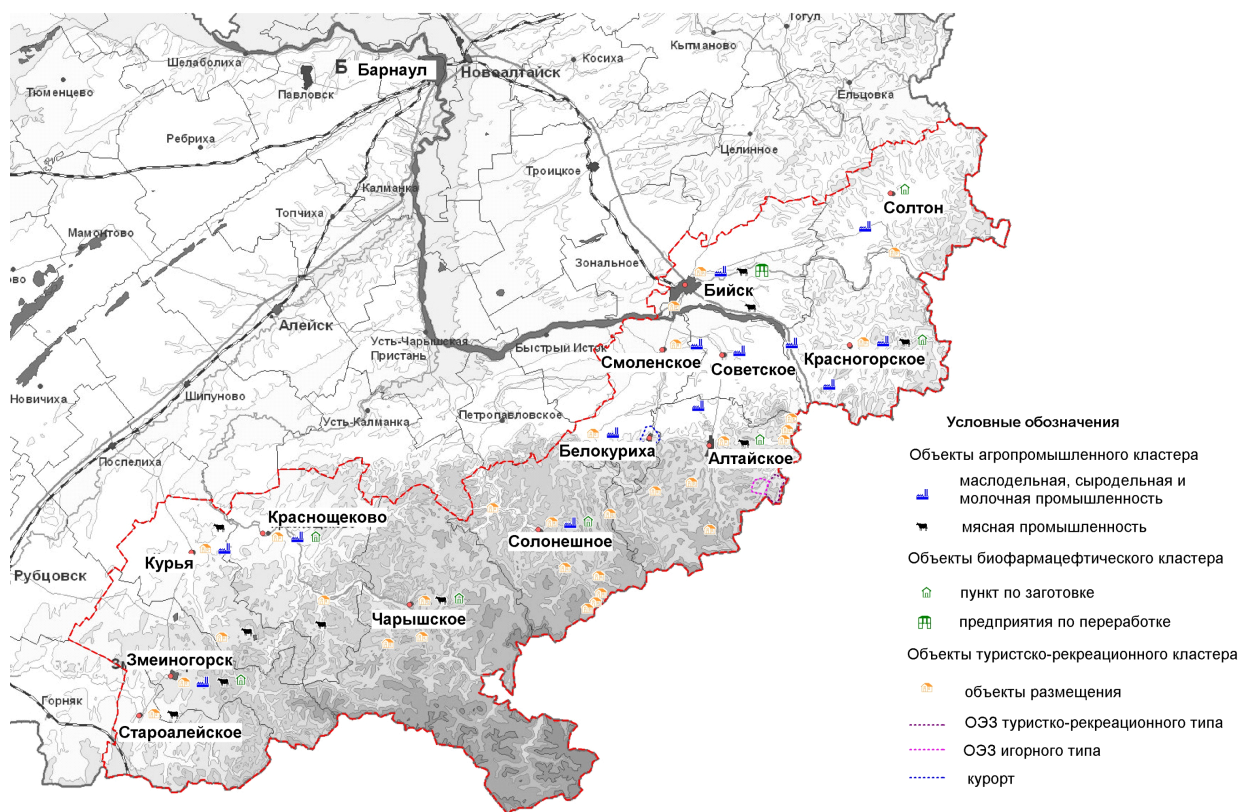 Тогул
Кытманово
Шелаболиха
Косиха
Б
Барнаул
Новоалтайск
Тюменцево
Павловск
Ельцовка
Ребриха
Целинное
Троицкое
Калманка
Солтон
Топчиха
Мамонтово
Зональное
ово
Бийск
Алейск
Усть-Чарышская
Пристань
Быстрый Исток
Смоленское
Советское
Красногорское
Новичиха
Шипуново
Усть-Калманка
Петропавловское
Белокуриха
Алтайское
Поспелиха
Краснощеково
Солонешное
Курья
Рубцовск
Чарышское
Змеиногорск
Горняк
Староалейское
Условные обозначения
Объекты агропромышленного кластера
маслодельная, сыродельная и
молочная промышленность
мясная промышленность
Объекты биофармацефтического кластера
пункт по заготовке
предприятия по переработке
Объекты туристско-рекреационного кластера
объекты размещения
ОЭЗ туристко-рекреационного типа
ОЭЗ игорного типа
курорт